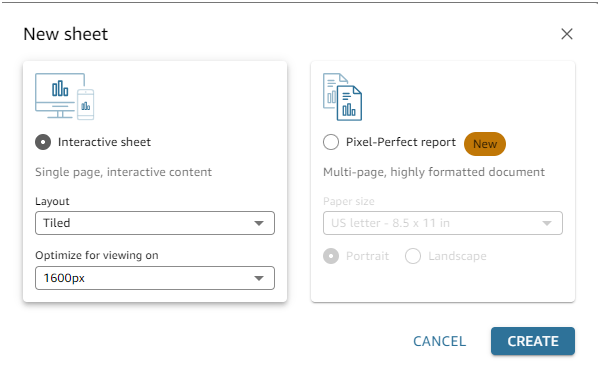 New sheet
Interactive sheet
Single page, interactive content
Layout
Tiled
Optimize for viewing on
1600px
Pixel-Perfect report
New
Multi-page, highly formatted document
Paper size
US letter - 8.5 x 11 in
Portrait
Landscape
CANCEL
CREATE